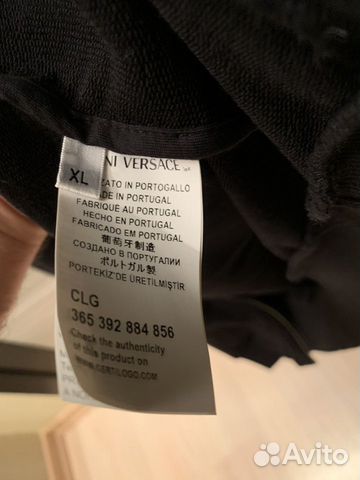 XL
NI VERSACE
ZATO IN PORTOGALLO
DE IN PORTUGAL
FABRIQUE AU PORTUGAL
HECHO EN PORTUGAL
FABRICADO EM PORTUGAL
葡萄牙制造
СОЗДАНО В ПОРТУГАЛИИ
ポルトガル製
PORTEKİZ'DE ÜRETİLMİŞTİR
CLG
365 392 884 856
Check the authenticity
of this product on
www.CERTILOGO.COM
Avito